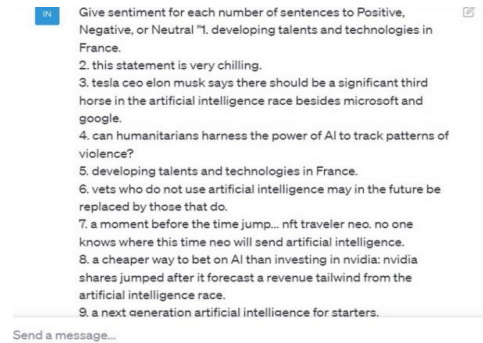 IN
Give sentiment for each number of sentences to Positive,
Negative, or Neutral "1. developing talents and technologies in
France.
2. this statement is very chilling.
3. tesla ceo elon musk says there should be a significant third
horse in the artificial intelligence race besides microsoft and
google.
4. can humanitarians harness the power of AI to track patterns of
violence?
5. developing talents and technologies in France.
6. vets who do not use artificial intelligence may in the future be
replaced by those that do.
7. a moment before the time jump... nft traveler neo. no one
knows where this time neo will send artificial intelligence.
8. a cheaper way to bet on AI than investing in nvidia: nvidia
shares jumped after it forecast a revenue tailwind from the
artificial intelligence race.
9. a next generation artificial intelligence for starters.
Send a message...